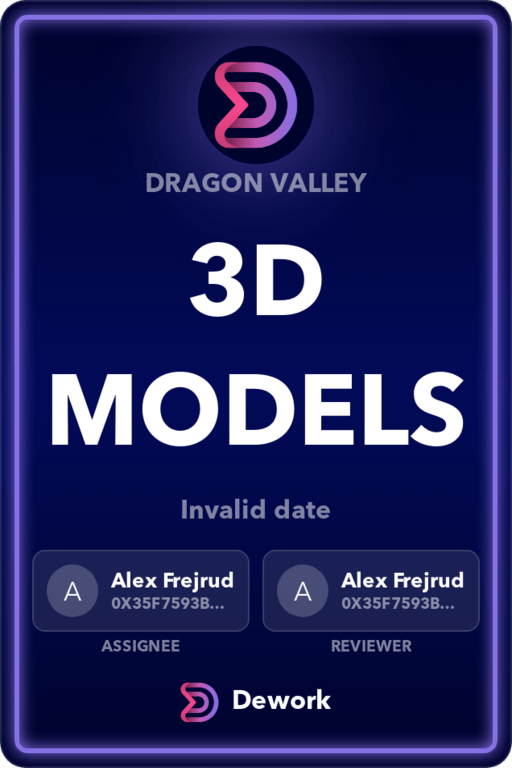 DRAGON VALLEY
3D
MODELS
Invalid date
A Alex Frejrud A Alex Frejrud
0X35F7593B... 0X35F7593B...
ASSIGNEE REVIEWER
Dework